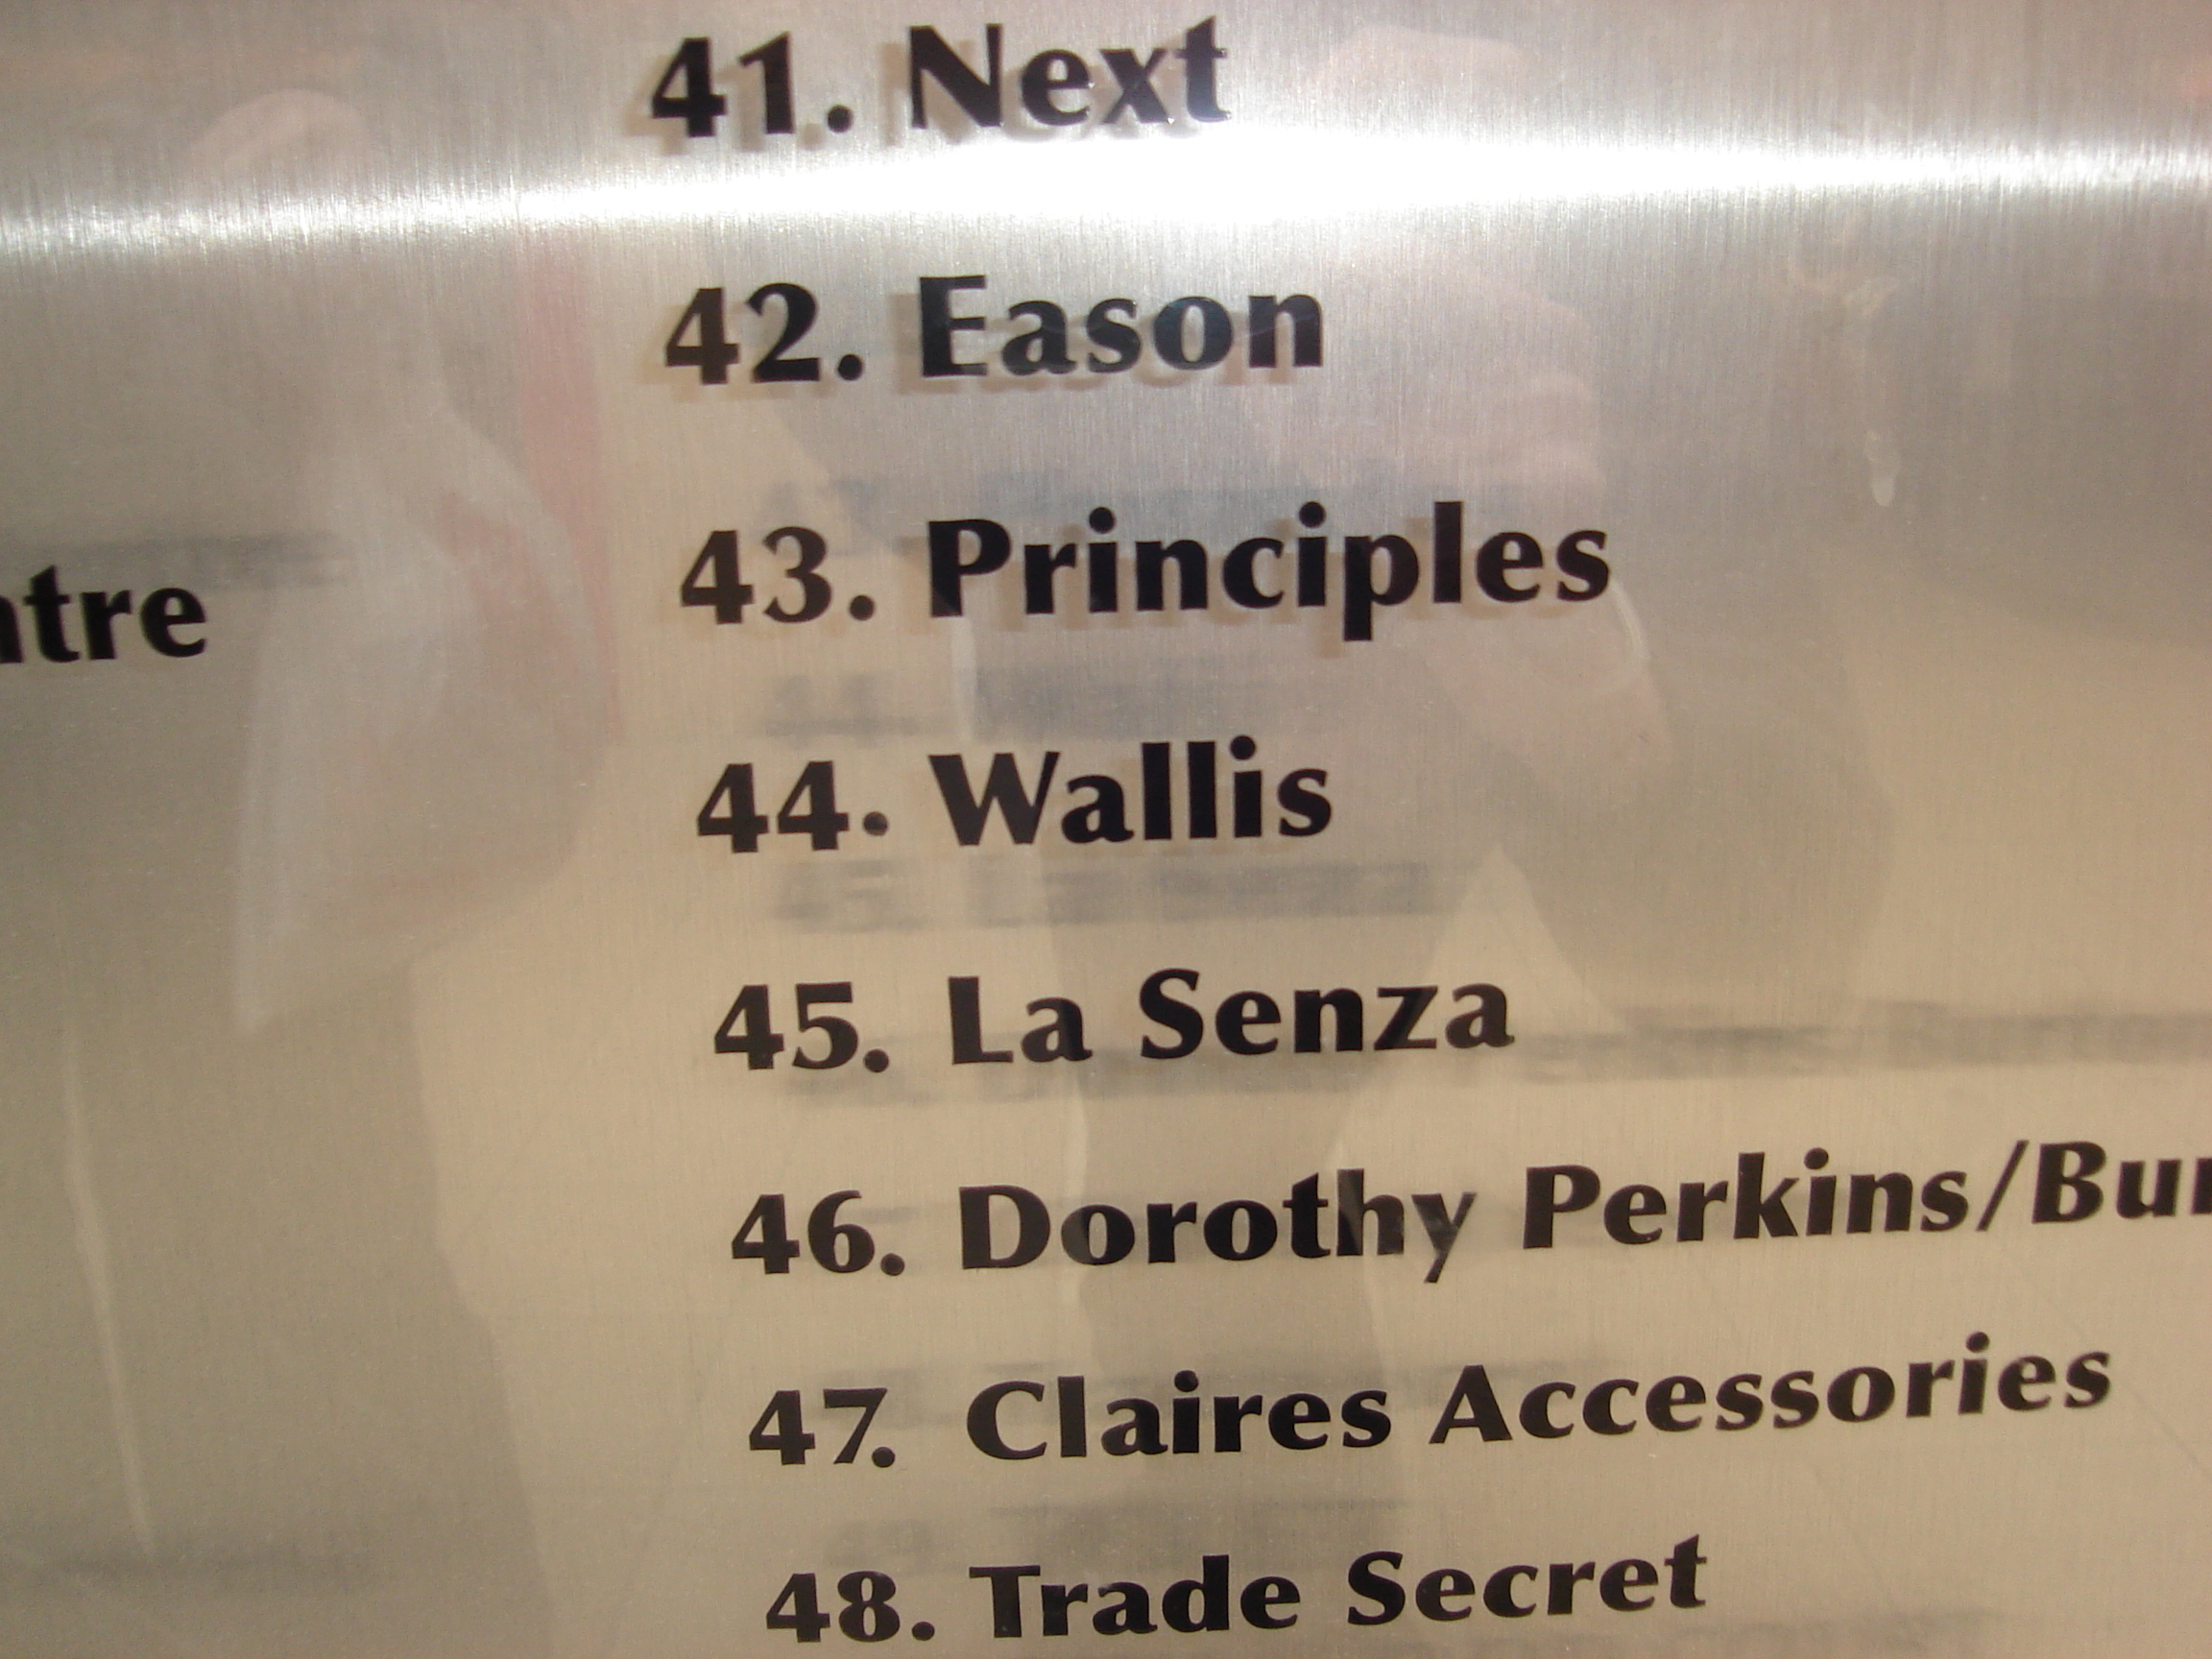 41. Next
42. Eason
43. Principles
ntre
44. Wallis
45. La Senza
46. Dorothy Perkins/Bur
47. Claires Accessories
48. Trade Secret